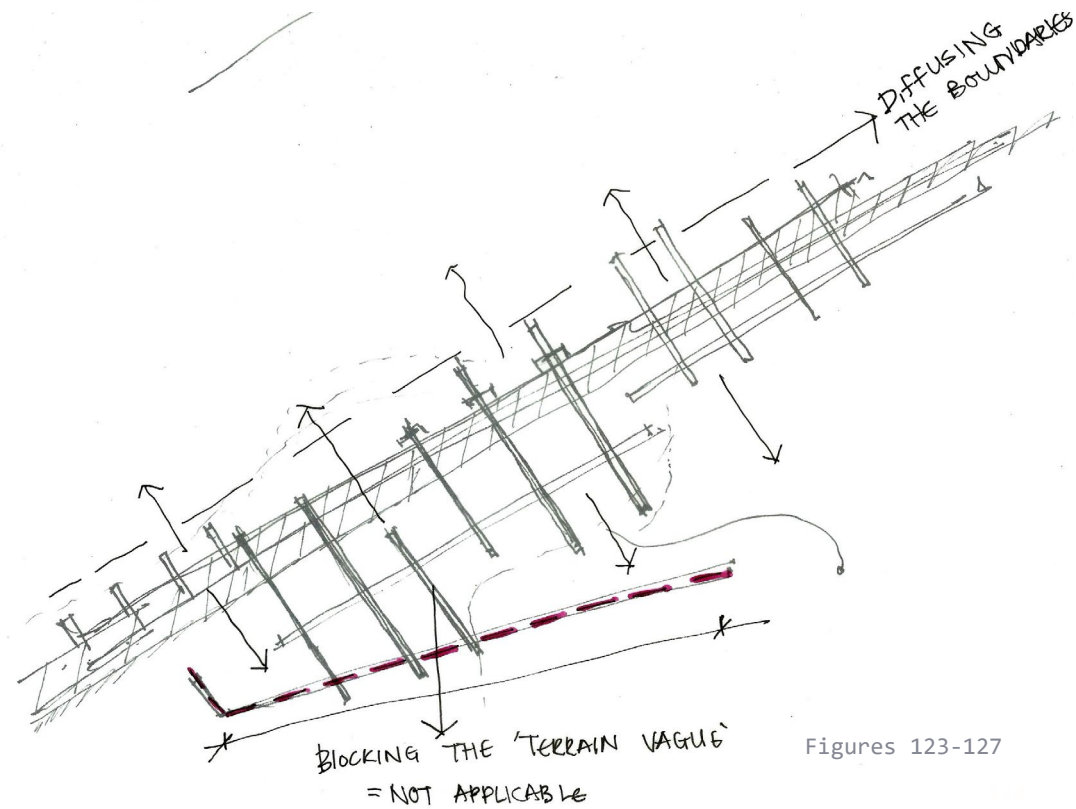 DiffUSING
THE BOUNDARIES
BlOCKING THE 'TERRAIN VAGUE'
= NOT APPLICABLE
Figures 123-127